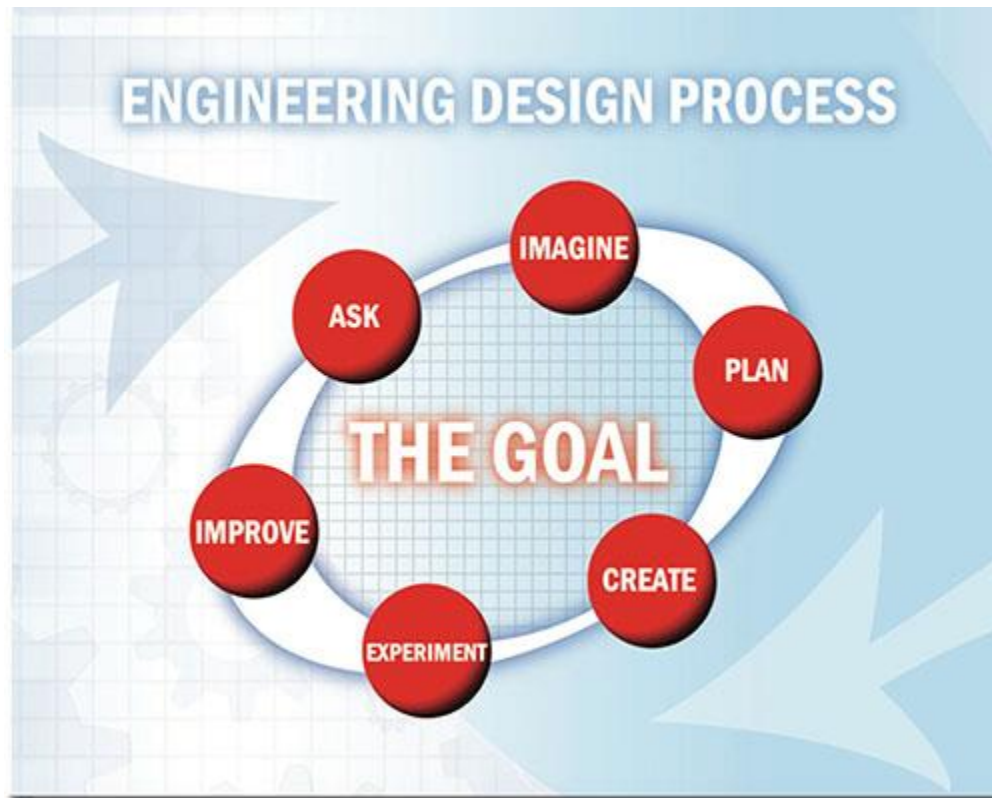 ENGINEERING DESIGN PROCESS
ASK
IMAGINE
PLAN
CREATE
EXPERIMENT
IMPROVE
THE GOAL